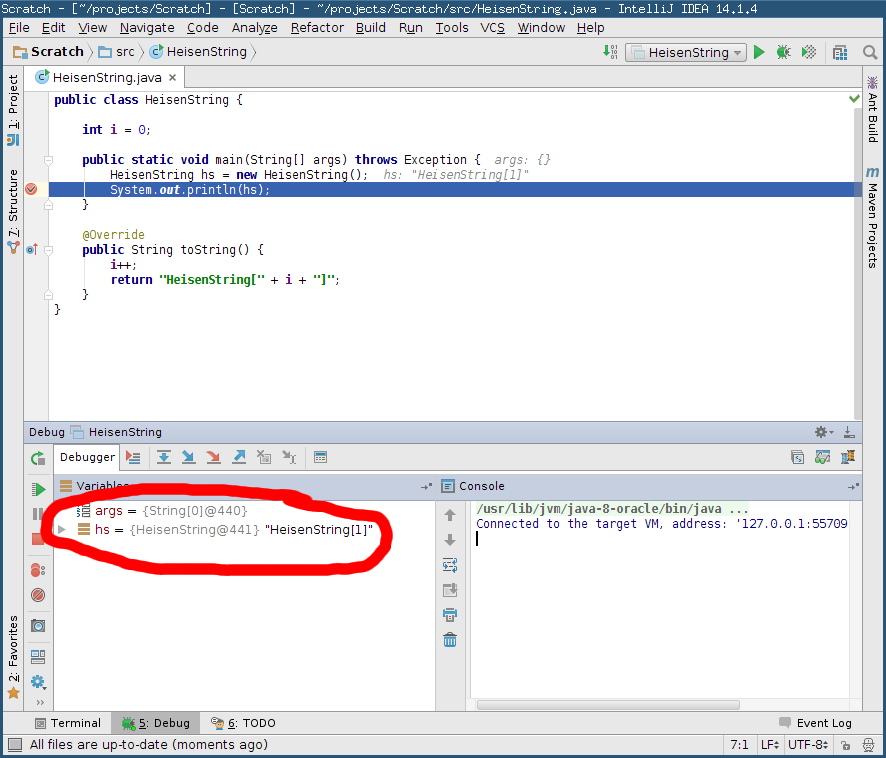 Scratch - [~/projects/Scratch] - [Scratch] - ~/projects/Scratch/src/HeisenString.java - IntelliJ IDEA 14.1.4
File Edit View Navigate Code Analyze Refactor Build Run Tools VCS Window Help
Scratch src HeisenString HeisenString
HeisenString.java
1: Project
7: Structure
2: Favorites
Ant Build
Maven Projects
public class HeisenString {
int i = 0;
public static void main(String[] args) throws Exception { args: {}
HeisenString hs = new HeisenString(); hs: "HeisenString[1]"
System.out.println(hs);
}
@Override
public String toString() {
i++;
return "HeisenString[" + i + "]";
}
}
Debug HeisenString
Debugger
Variables
args = {String[0]@440}
hs = {HeisenString@441} "HeisenString[1]"
Console
/usr/lib/jvm/java-8-oracle/bin/java ...
Connected to the target VM, address: '127.0.0.1:55709
Terminal 5: Debug 6: TODO Event Log
All files are up-to-date (moments ago) 7:1 LF UTF-8